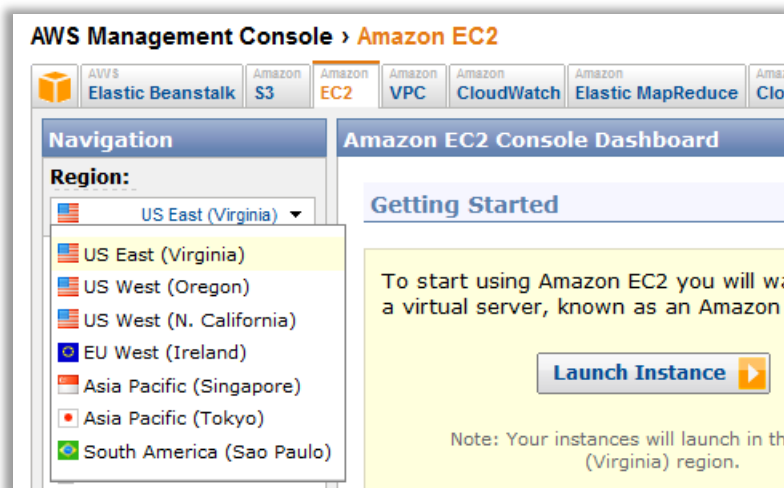 AWS Management Console › Amazon EC2
AWS
Elastic Beanstalk
Amazon
S3
Amazon
EC2
Amazon
VPC
Amazon
CloudWatch
Amazon
Elastic MapReduce
Navigation
Region:
US East (Virginia)
US East (Virginia)
US West (Oregon)
US West (N. California)
EU West (Ireland)
Asia Pacific (Singapore)
Asia Pacific (Tokyo)
South America (Sao Paulo)
Amazon EC2 Console Dashboard
Getting Started
To start using Amazon EC2 you will
a virtual server, known as an Amazon
Launch Instance
Note: Your instances will launch in
(Virginia) region.